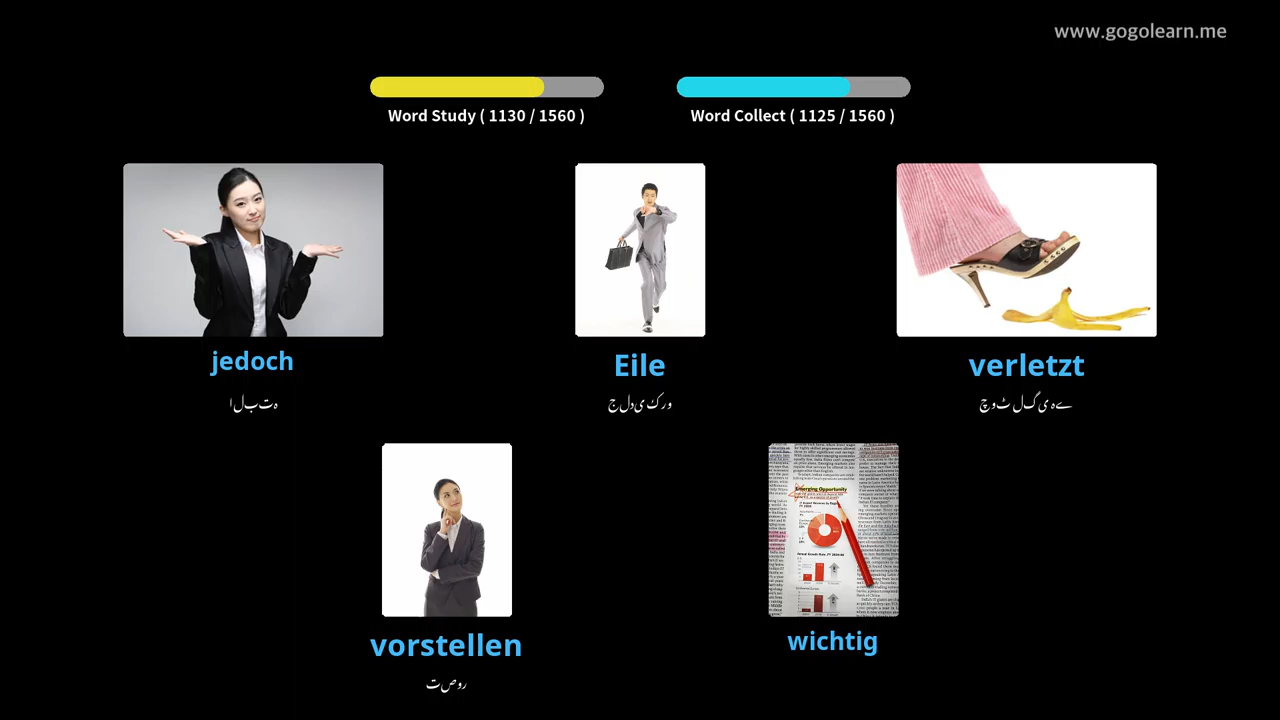 www.gogolearn.me
Word Study ( 1130 / 1560 )
Word Collect ( 1125 / 1560 )
jedoch
البتہ
Eile
جلدی کرو
verletzt
چوٹ لگی ہے
Emerging Opportunity
vorstellen
تصور
wichtig